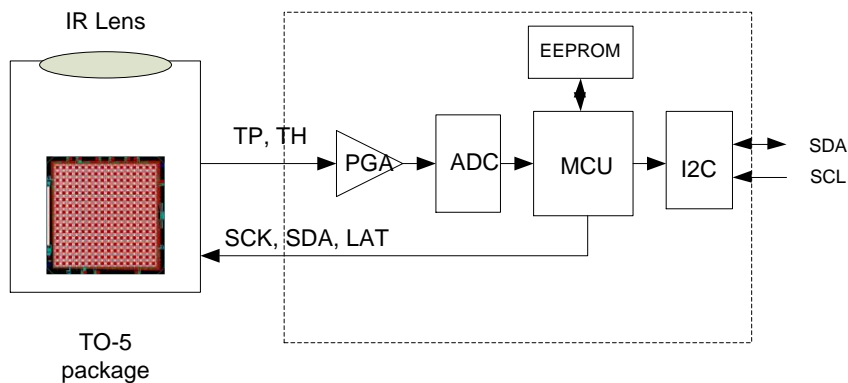 IR Lens
EEPROM
TP, TH
PGA
ADC
MCU
I2C
SDA
SCL
SCK, SDA, LAT
TO-5
package